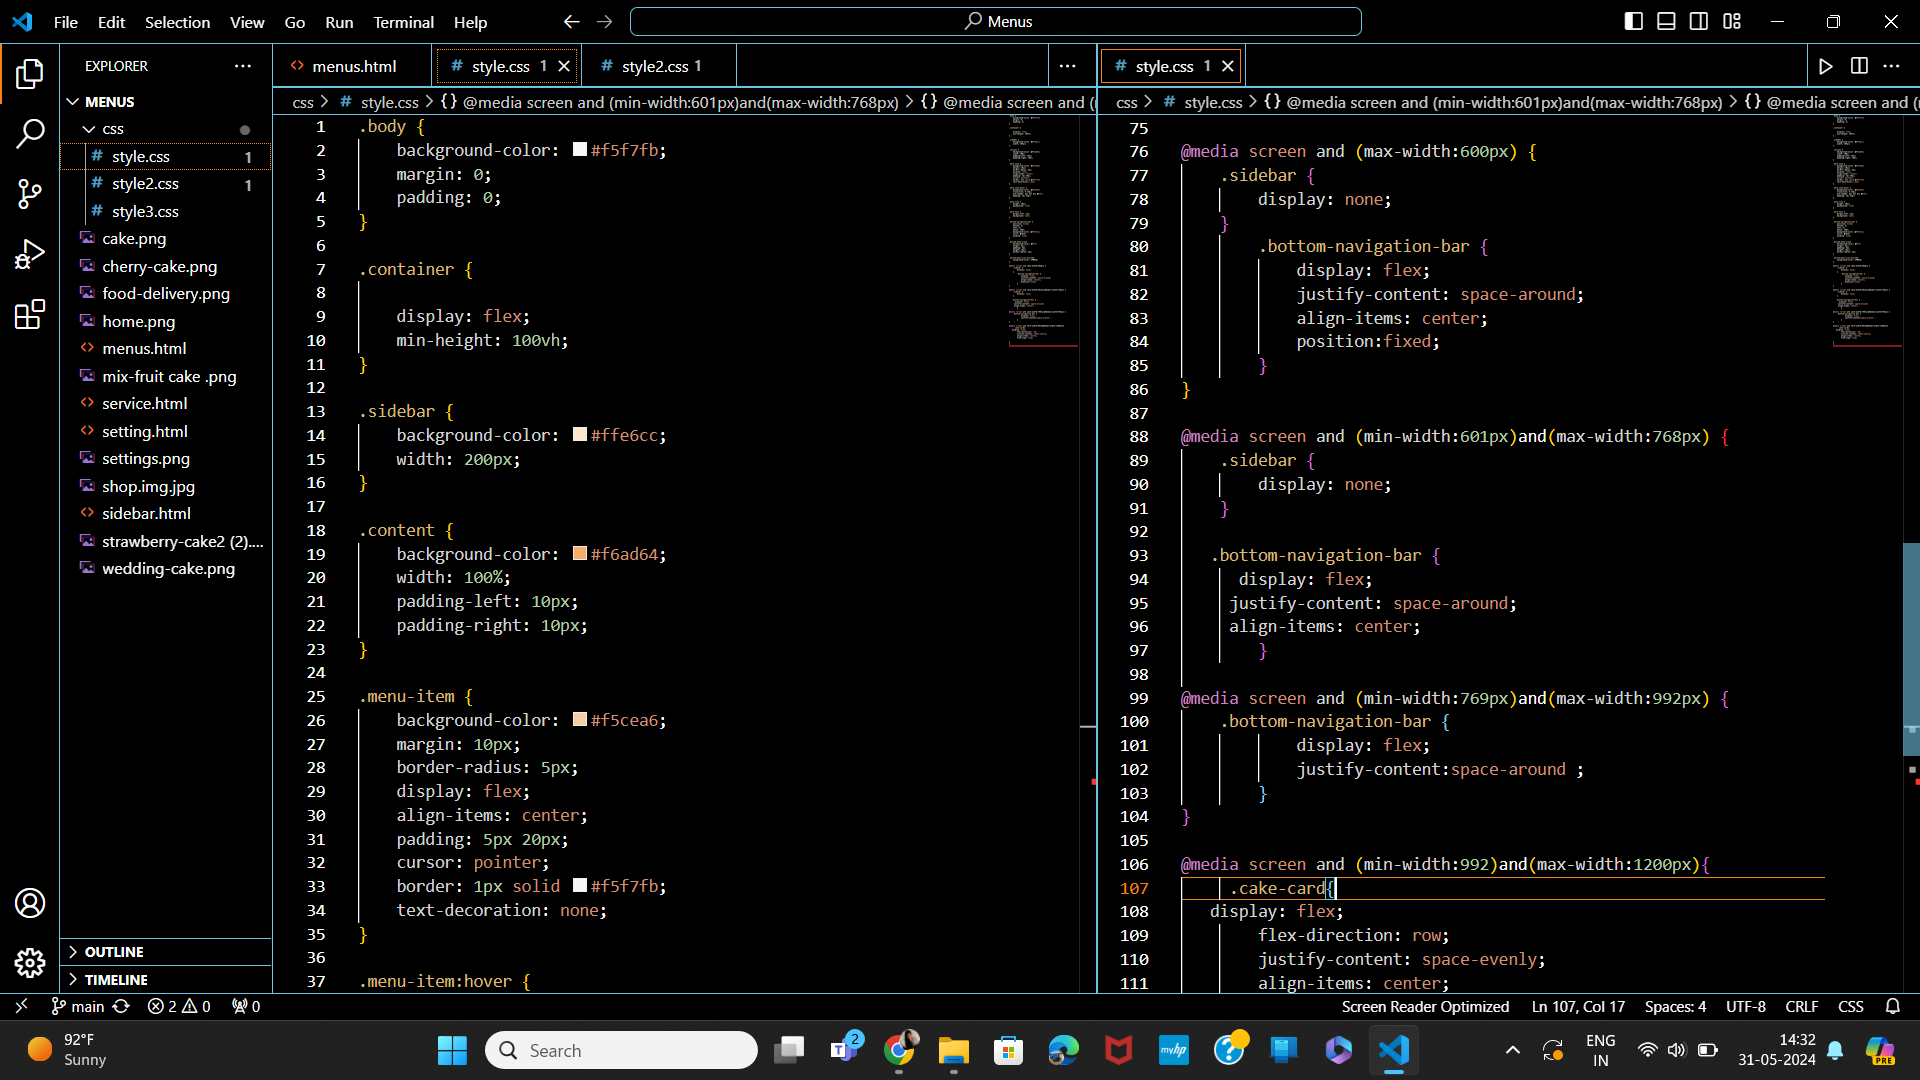 File Edit Selection View Go Run Terminal Help
Menus
EXPLORER
MENUS
css
style.css 1
style2.css 1
style3.css
cake.png
cherry-cake.png
food-delivery.png
home.png
menus.html
mix-fruit cake .png
service.html
setting.html
settings.png
shop.img.jpg
sidebar.html
strawberry-cake2 (2)....
wedding-cake.png
OUTLINE
TIMELINE
menus.html
# style.css 1
# style2.css 1
css > # style.css > {} @media screen and (min-width:601px)and(max-width:768px) > {} @media screen and (
1 .body {
2 background-color: #f5f7fb;
3 margin: 0;
4 padding: 0;
5 }
6
7 .container {
8
9 display: flex;
10 min-height: 100vh;
11 }
12
13 .sidebar {
14 background-color: #ffe6cc;
15 width: 200px;
16 }
17
18 .content {
19 background-color: #f6ad64;
20 width: 100%;
21 padding-left: 10px;
22 padding-right: 10px;
23 }
24
25 .menu-item {
26 background-color: #f5cea6;
27 margin: 10px;
28 border-radius: 5px;
29 display: flex;
30 align-items: center;
31 padding: 5px 20px;
32 cursor: pointer;
33 border: 1px solid #f5f7fb;
34 text-decoration: none;
35 }
36
37 .menu-item:hover {
# style.css 1
css > # style.css > {} @media screen and (min-width:601px)and(max-width:768px) > {} @media screen and (
75
76 @media screen and (max-width:600px) {
77 .sidebar {
78 display: none;
79 }
80 .bottom-navigation-bar {
81 display: flex;
82 justify-content: space-around;
83 align-items: center;
84 position:fixed;
85 }
86 }
87
88 @media screen and (min-width:601px)and(max-width:768px) {
89 .sidebar {
90 display: none;
91 }
92
93 .bottom-navigation-bar {
94 display: flex;
95 justify-content: space-around;
96 align-items: center;
97 }
98
99 @media screen and (min-width:769px)and(max-width:992px) {
100 .bottom-navigation-bar {
101 display: flex;
102 justify-content:space-around ;
103 }
104 }
105
106 @media screen and (min-width:992)and(max-width:1200px){
107 .cake-card{
108 display: flex;
109 flex-direction: row;
110 justify-content: space-evenly;
111 align-items: center;
main 2 0 0
Screen Reader Optimized Ln 107, Col 17 Spaces: 4 UTF-8 CRLF CSS
92°F
Sunny
Search
2
myhp
ENG
IN
14:32
31-05-2024
PRE